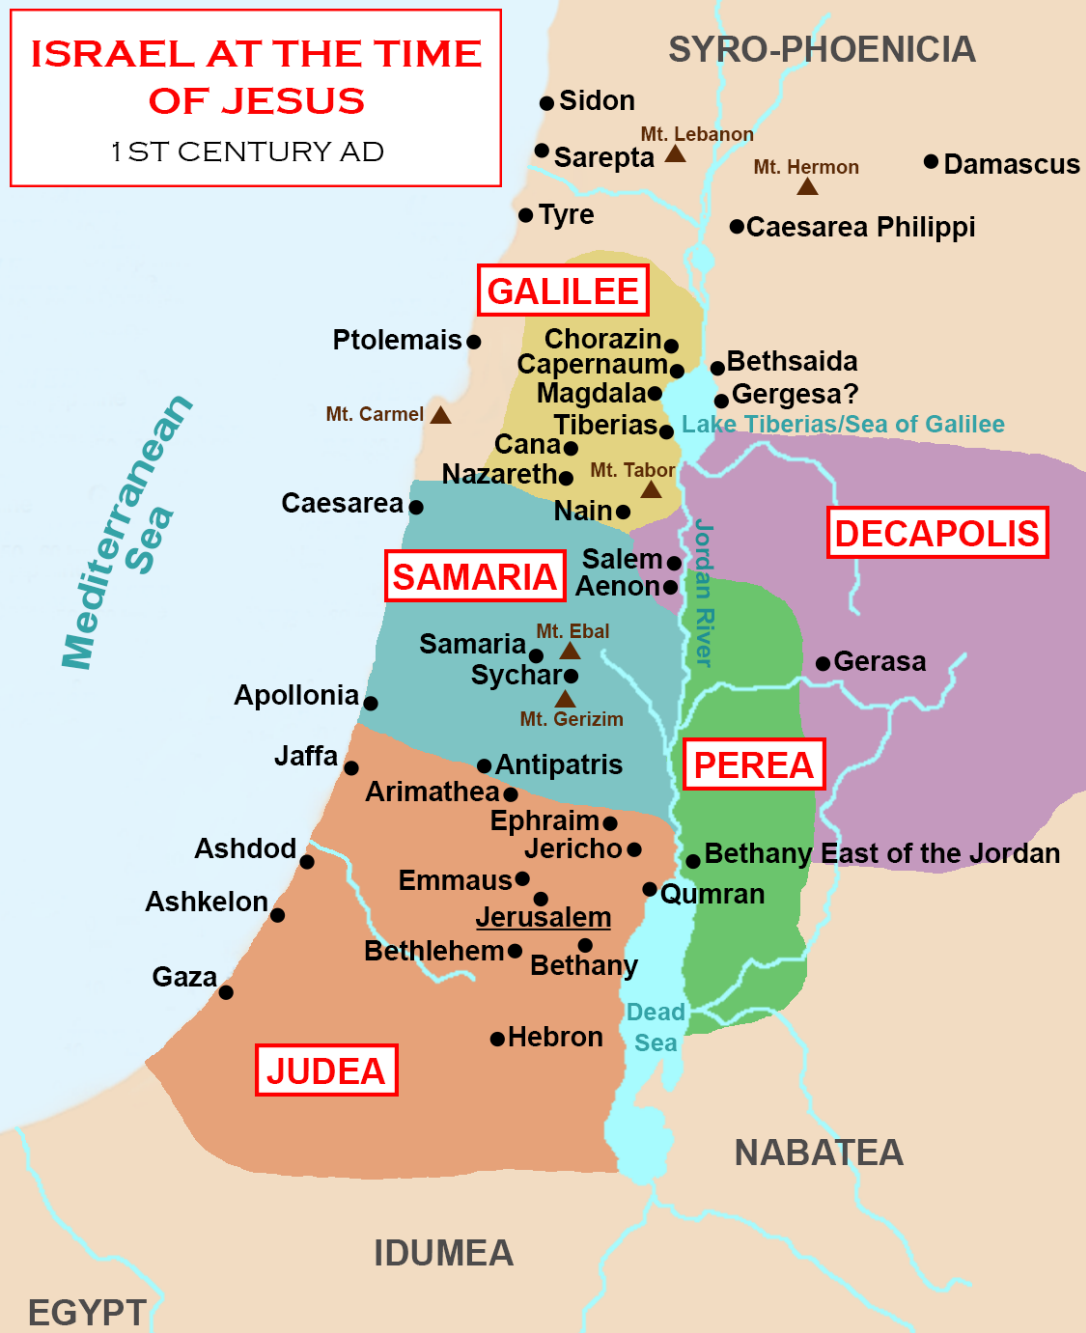 ISRAEL AT THE TIME
OF JESUS
1ST CENTURY AD
SYRO-PHOENICIA
Sidon
Mt. Lebanon
Sarepta
Mt. Hermon
Damascus
Tyre
Caesarea Philippi
GALILEE
Ptolemais
Chorazin
Capernaum
Bethsaida
Magdala
Gergesa?
Mt. Carmel
Tiberias
Lake Tiberias/Sea of Galilee
Cana
Nazareth
Mt. Tabor
Mediterranean
Sea
Caesarea
Nain
DECAPOLIS
Jordan River
Salem
Aenon
SAMARIA
Samaria
Mt. Ebal
Sychar
Gerasa
Mt. Gerizim
Apollonia
Jaffa
Antipatris
PEREA
Arimathea
Ephraim
Jericho
Ashdod
Bethany East of the Jordan
Emmaus
Qumran
Ashkelon
Jerusalem
Bethlehem
Bethany
Gaza
Dead
Sea
Hebron
JUDEA
NABATEA
IDUMEA
EGYPT